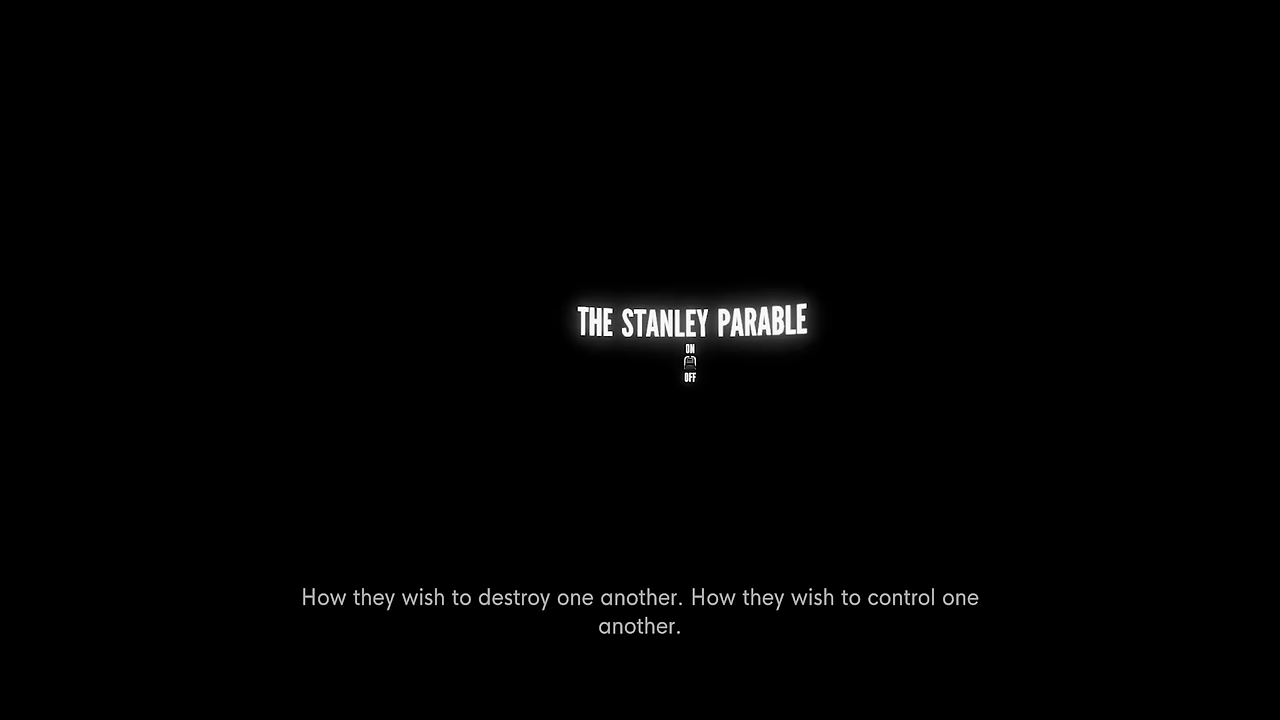 THE STANLEY PARABLE
ON
OFF
How they wish to destroy one another. How they wish to control one
another.